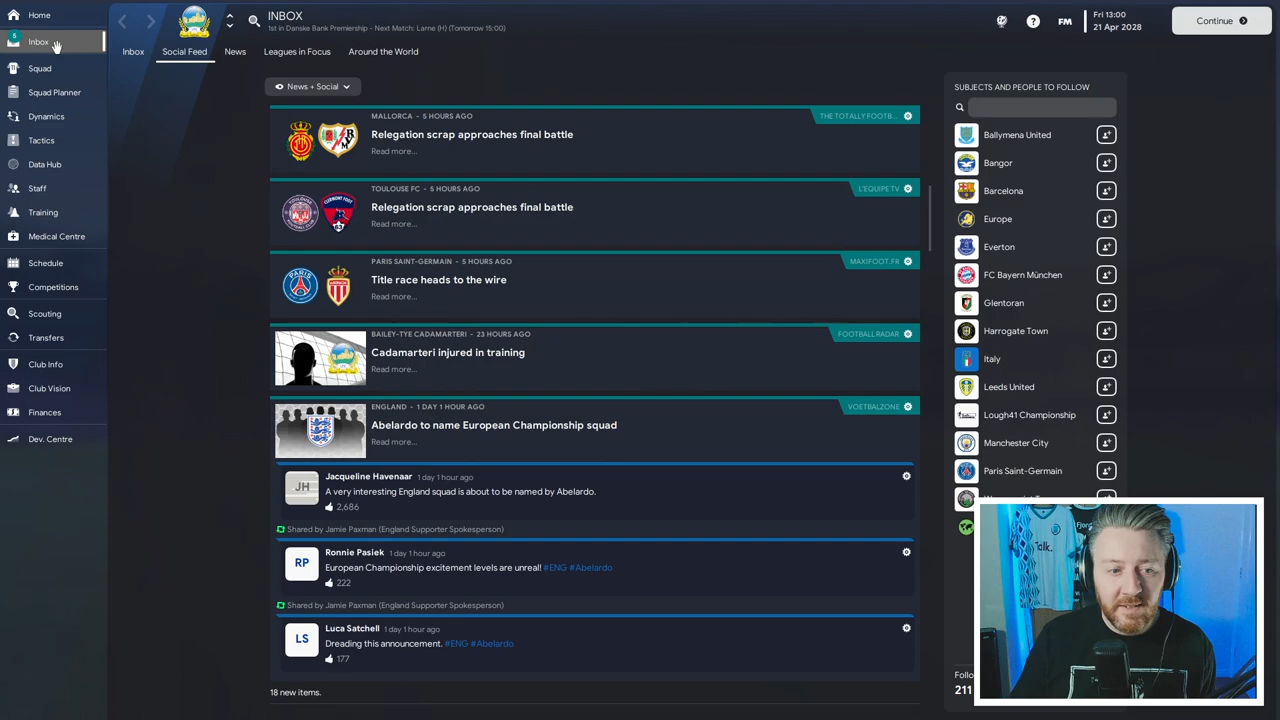 Home
5
Inbox
Squad
Squad Planner
Dynamics
Tactics
Data Hub
Staff
Training
Medical Centre
Schedule
Competitions
Scouting
Transfers
Club Info
Club Vision
Finances
Dev. Centre
INBOX
1st in Danske Bank Premiership - Next Match: Larne (H) (Tomorrow 15:00)
FM
Fri 13:00
21 Apr 2028
Continue
Inbox
Social Feed
News
Leagues in Focus
Around the World
News + Social
MALLORCA - 5 HOURS AGO
THE TOTALLY FOOTB...
Relegation scrap approaches final battle
Read more...
TOULOUSE FC - 5 HOURS AGO
L'EQUIPE TV
Relegation scrap approaches final battle
Read more...
PARIS SAINT-GERMAIN - 5 HOURS AGO
MAXIFOOT.FR
Title race heads to the wire
Read more...
BAILEY-TYE CADAMARTERI - 23 HOURS AGO
FOOTBALL RADAR
Cadamarteri injured in training
Read more...
ENGLAND - 1 DAY 1 HOUR AGO
VOETBALZONE
Abelardo to name European Championship squad
Read more...
JH
Jacqueline Havenaar 1 day 1 hour ago
A very interesting England squad is about to be named by Abelardo.
2,686
Shared by Jamie Paxman (England Supporter Spokesperson)
RP
Ronnie Pasiek 1 day 1 hour ago
European Championship excitement levels are unreal! #ENG #Abelardo
222
Shared by Jamie Paxman (England Supporter Spokesperson)
LS
Luca Satchell 1 day 1 hour ago
Dreading this announcement. #ENG #Abelardo
177
18 new items.
SUBJECTS AND PEOPLE TO FOLLOW
Ballymena United
Bangor
Barcelona
Europe
Everton
FC Bayern München
Glentoran
Harrogate Town
Italy
Leeds United
Lough41 Championship
Manchester City
Paris Saint-Germain
Follo
211
Talk.
Fjord